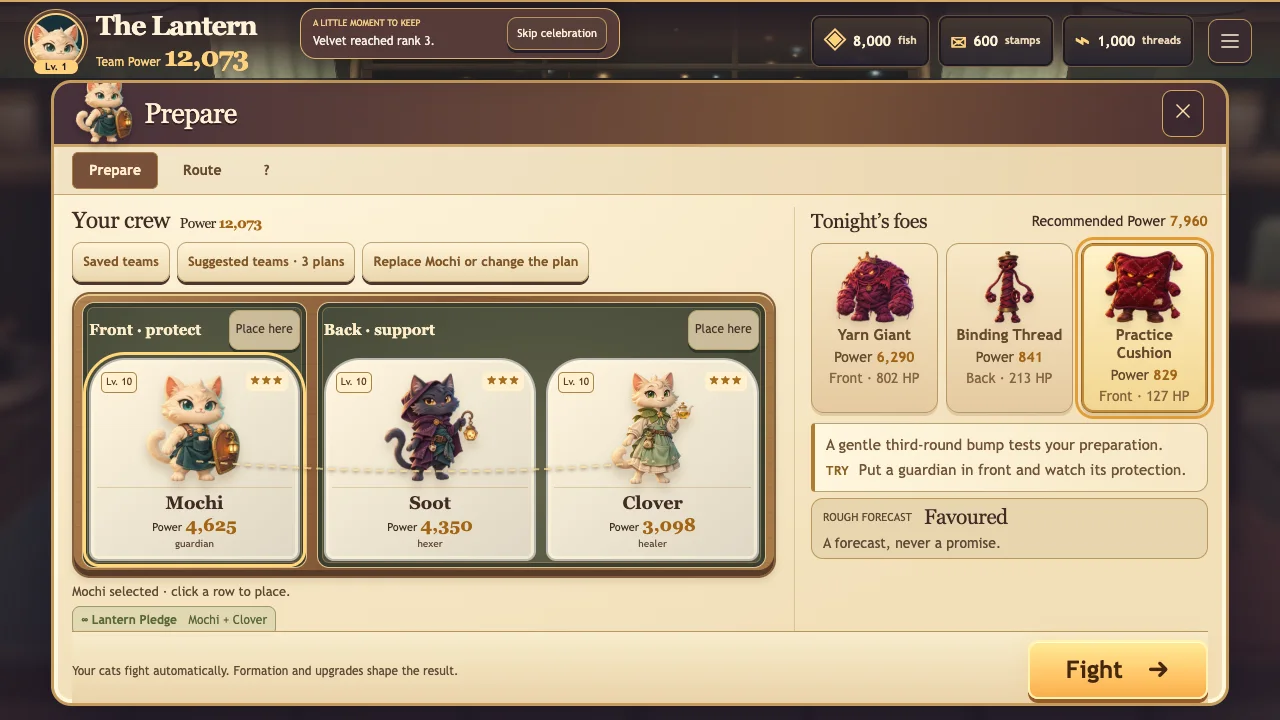 The Lantern
Team Power 12,073
Lv. 1
A LITTLE MOMENT TO KEEP
Velvet reached rank 3.
Skip celebration
8,000 fish
600 stamps
1,000 threads
Prepare
Prepare
Route
?
Your crew Power 12,073
Saved teams
Suggested teams · 3 plans
Replace Mochi or change the plan
Front · protect
Place here
Back · support
Place here
Lv. 10
Mochi
Power 4,625
guardian
Lv. 10
Soot
Power 4,350
hexer
Lv. 10
Clover
Power 3,098
healer
Mochi selected · click a row to place.
∞ Lantern Pledge Mochi + Clover
Tonight's foes
Recommended Power 7,960
Yarn Giant
Power 6,290
Front · 802 HP
Binding Thread
Power 841
Back · 213 HP
Practice
Cushion
Power 829
Front · 127 HP
A gentle third-round bump tests your preparation.
TRY Put a guardian in front and watch its protection.
ROUGH FORECAST Favoured
A forecast, never a promise.
Your cats fight automatically. Formation and upgrades shape the result.
Fight →